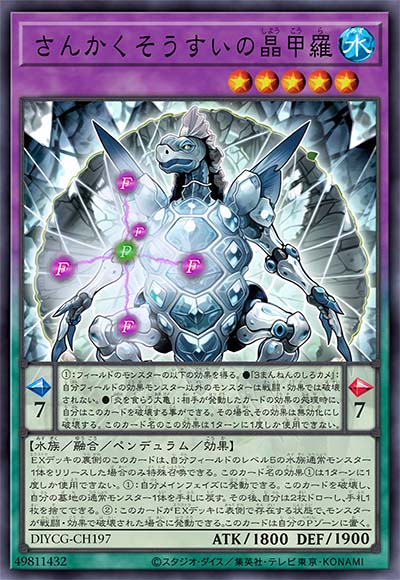 さんかくそうすいの晶甲羅
しようこうら
水
F
F
F
P
F
F
①:フィールドのモンスターの以下の効果を得る。●「3まんねんのしろカメ」:
自分フィールドの効果モンスター以外のモンスターは戦闘・効果では破壊
されない。●「炎を食らう大亀」:相手が発動したカードの効果の処理時に、
自分はこのカードを破壊する事ができる。その場合、その効果は無効化にし
破壊する。このカード名のこの効果は1ターンに1度しか使用できない。
7
7
【水族/融合/ペンデュラム/効果】
EXデッキの裏側のこのカードは、自分フィールドのレベル5の水族通常モンスター
1体をリリースした場合のみ特殊召喚できる。このカード名の効果①は1ターンに1
度しか使用できない。①:自分メインフェイズに発動できる。このカードを破壊し、
自分の墓地の通常モンスター1体を手札に戻す。その後、自分は2枚ドローし、手札1
枚を捨てできる。②:このカードがEXデッキに表側で存在する状態で、モンスター
が戦闘・効果で破壊された場合に発動できる。このカードは自分のPゾーンに置く。
DIYCG-CH197
ATK/1800 DEF/1900
49811432
©スタジオ・ダイス/集英社・テレビ東京・KONAMI